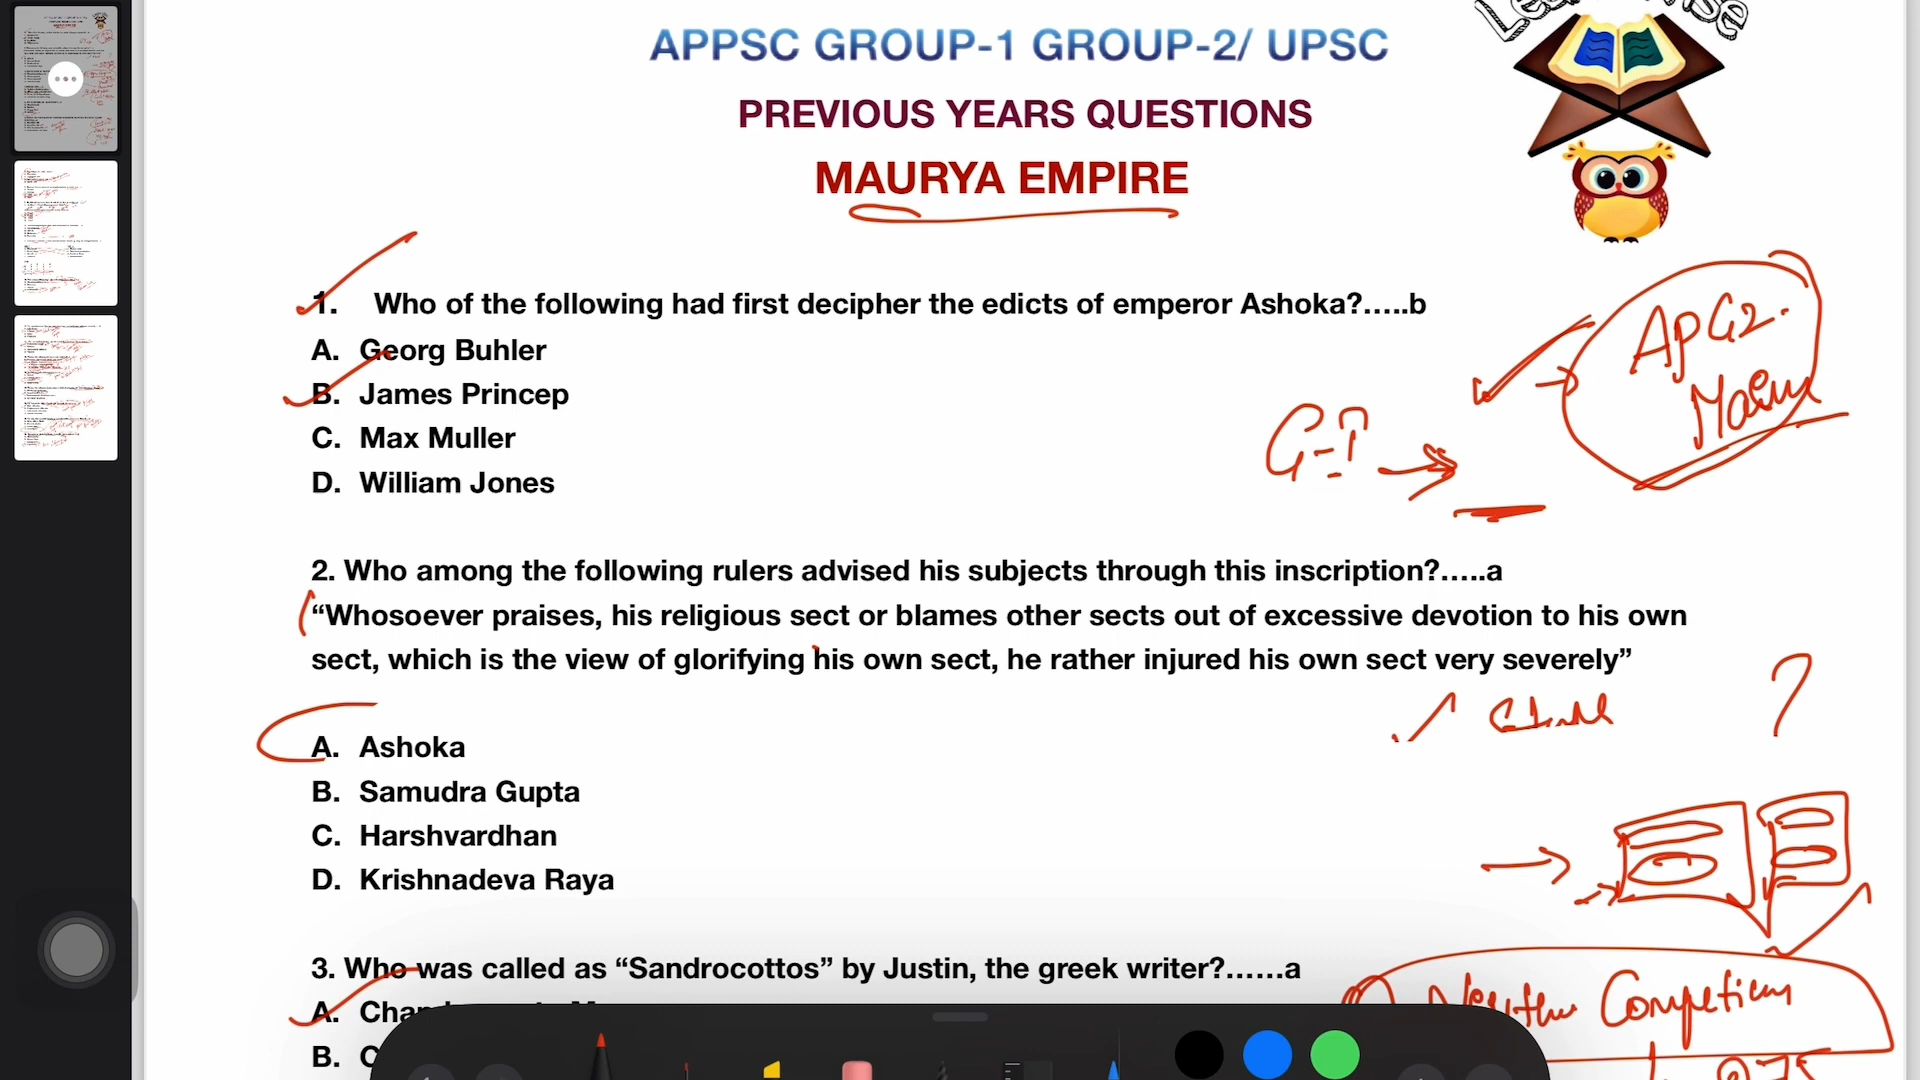 APPSC GROUP-1 GROUP-2/ UPSC
PREVIOUS YEARS QUESTIONS
MAURYA EMPIRE
1. Who of the following had first decipher the edicts of emperor Ashoka?.....b
A. Georg Buhler
B. James Princep
C. Max Muller
D. William Jones
2. Who among the following rulers advised his subjects through this inscription?.....a
“Whosoever praises, his religious sect or blames other sects out of excessive devotion to his own
sect, which is the view of glorifying his own sect, he rather injured his own sect very severely”
?
A. Ashoka
B. Samudra Gupta
C. Harshvardhan
D. Krishnadeva Raya
3. Who was called as “Sandrocottos” by Justin, the greek writer?......a
A.
B.